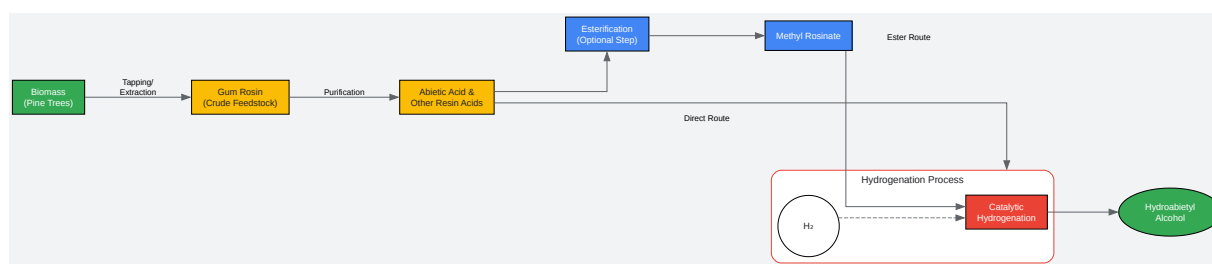 Esterification
(Optional Step)
Methyl Rosinate
Ester Route
Biomass
(Pine Trees)
Tapping/
Extraction
Gum Rosin
(Crude Feedstock)
Purification
Abietic Acid &
Other Resin Acids
Direct Route
Hydrogenation Process
H₂
Catalytic
Hydrogenation
Hydroabietyl
Alcohol